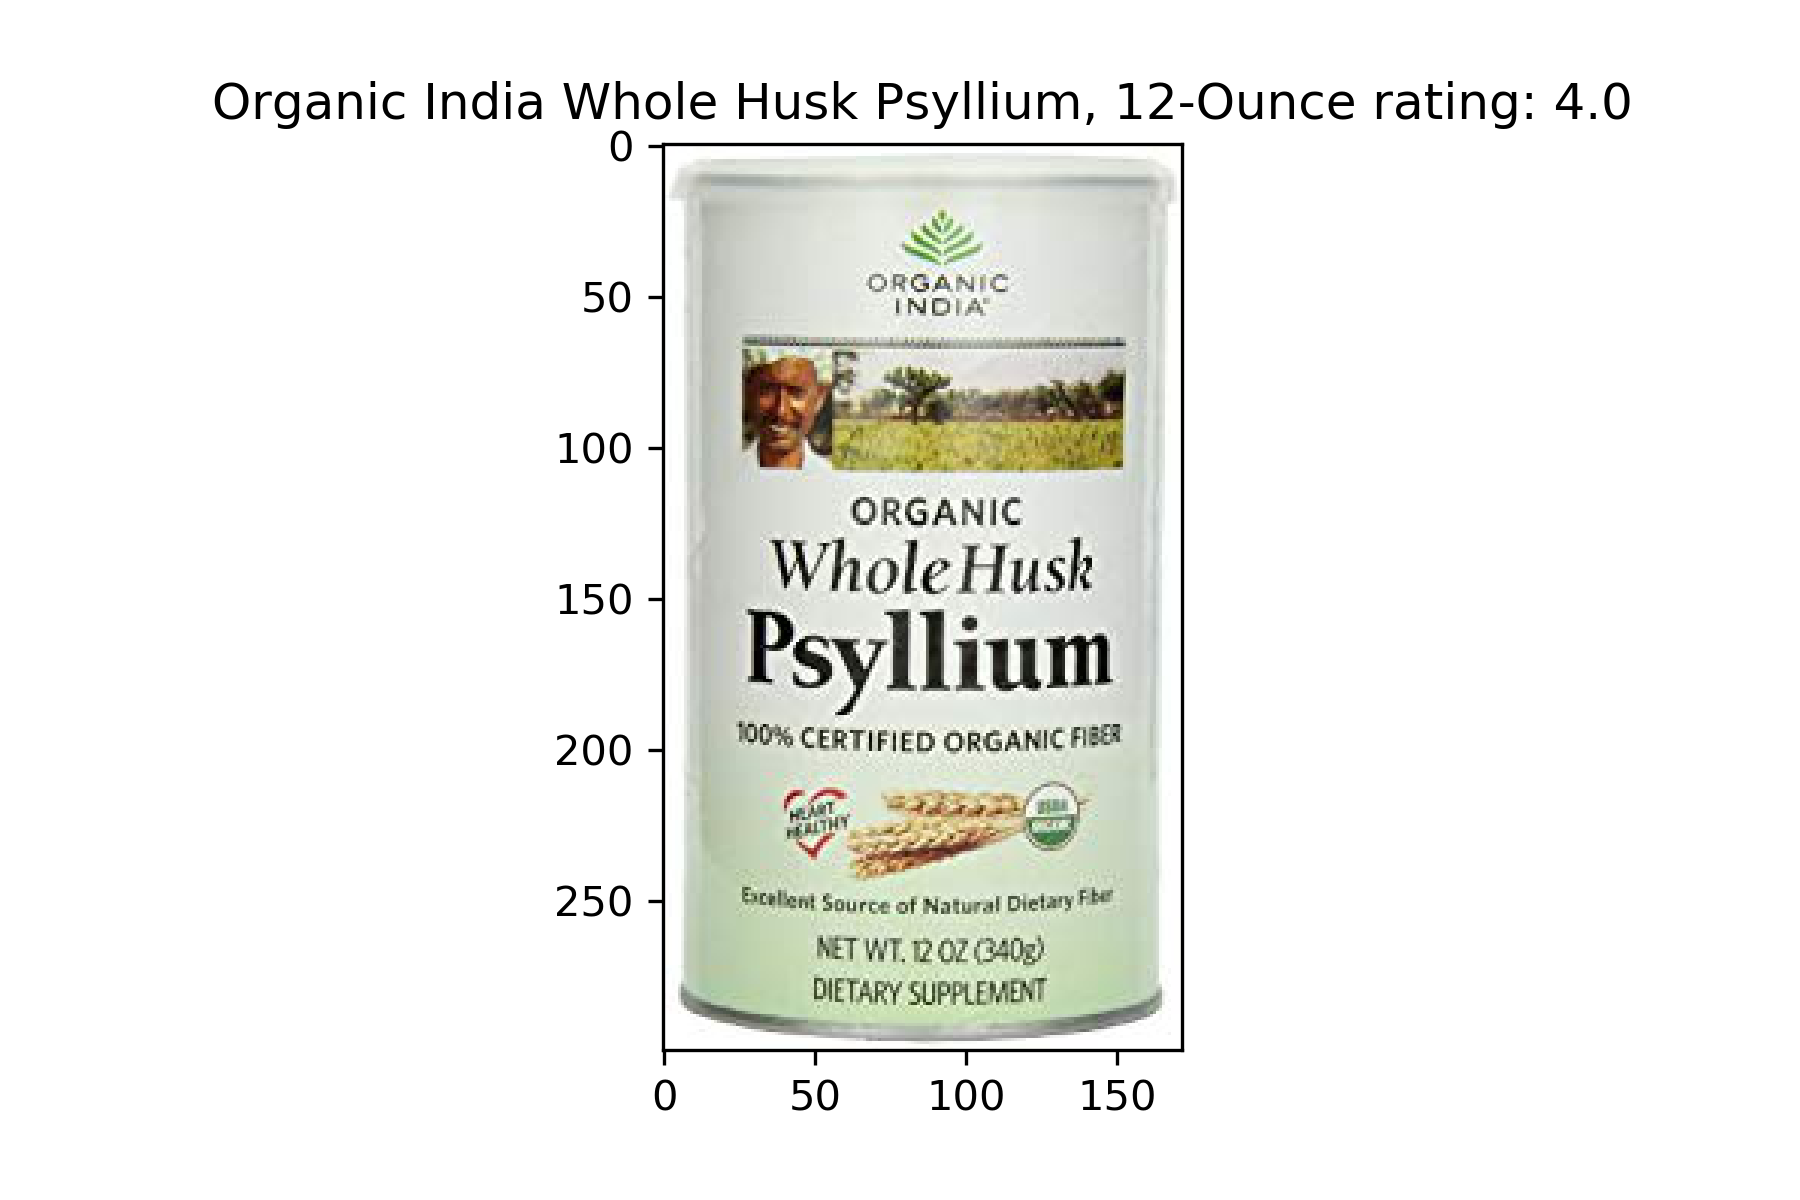 Organic India Whole Husk Psyllium, 12-Ounce rating: 4.0
0
50
100
150
200
250
ORGANIC
INDIA
ORGANIC
Whole Husk
Psyllium
100% CERTIFIED ORGANIC FIBER
HEART
HEALTHY
USDA
Excellent Source of Natural Dietary Fiber
NET WT. 12 OZ (340g)
DIETARY SUPPLEMENT
0 50 100 150